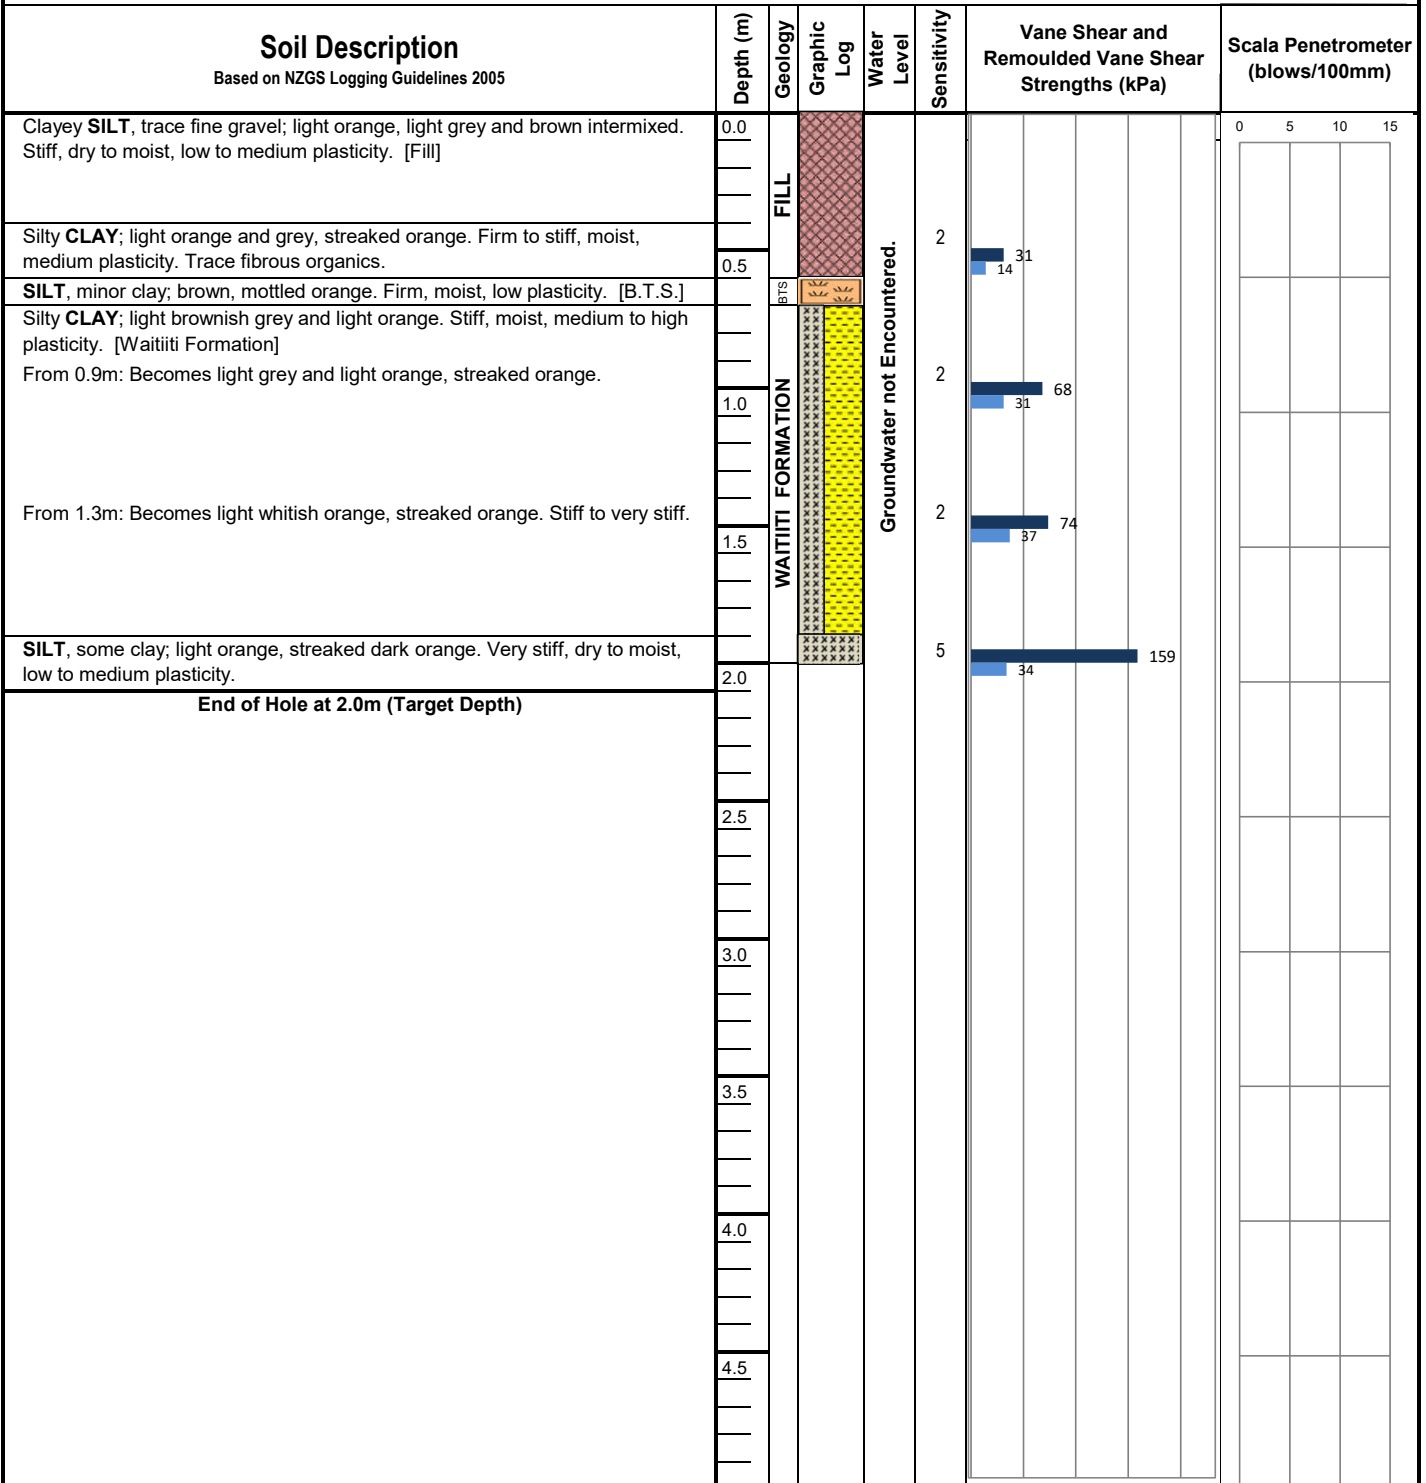 Soil Description
Based on NZGS Logging Guidelines 2005
Depth (m)
Geology
Graphic
Log
Water
Level
Sensitivity
Vane Shear and
Remoulded Vane Shear
Strengths (kPa)
Scala Penetrometer
(blows/100mm)
0 5 10 15
Clayey SILT, trace fine gravel; light orange, light grey and brown intermixed.
Stiff, dry to moist, low to medium plasticity. [Fill]
0.0
FILL
Silty CLAY; light orange and grey, streaked orange. Firm to stiff, moist,
medium plasticity. Trace fibrous organics.
0.5
2
31
14
SILT, minor clay; brown, mottled orange. Firm, moist, low plasticity. [B.T.S.]
BTS
Silty CLAY; light brownish grey and light orange. Stiff, moist, medium to high
plasticity. [Waitiiti Formation]
From 0.9m: Becomes light grey and light orange, streaked orange.
1.0
WAITIITI FORMATION
Groundwater not Encountered.
2
68
31
From 1.3m: Becomes light whitish orange, streaked orange. Stiff to very stiff.
1.5
2
74
37
SILT, some clay; light orange, streaked dark orange. Very stiff, dry to moist,
low to medium plasticity.
2.0
5
159
34
End of Hole at 2.0m (Target Depth)
2.5
3.0
3.5
4.0
4.5